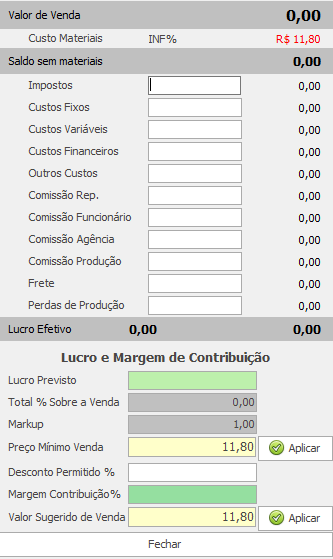 Valor de Venda 0,00
Custo Materiais INF% R$ 11,80
Saldo sem materiais 0,00
Impostos 0,00
Custos Fixos 0,00
Custos Variáveis 0,00
Custos Financeiros 0,00
Outros Custos 0,00
Comissão Rep. 0,00
Comissão Funcionário 0,00
Comissão Agência 0,00
Comissão Produção 0,00
Frete 0,00
Perdas de Produção 0,00
Lucro Efetivo 0,00 0,00
Lucro e Margem de Contribuição
Lucro Previsto
Total % Sobre a Venda 0,00
Markup 1,00
Preço Mínimo Venda 11,80 Aplicar
Desconto Permitido %
Margem Contribuição%
Valor Sugerido de Venda 11,80 Aplicar
Fechar